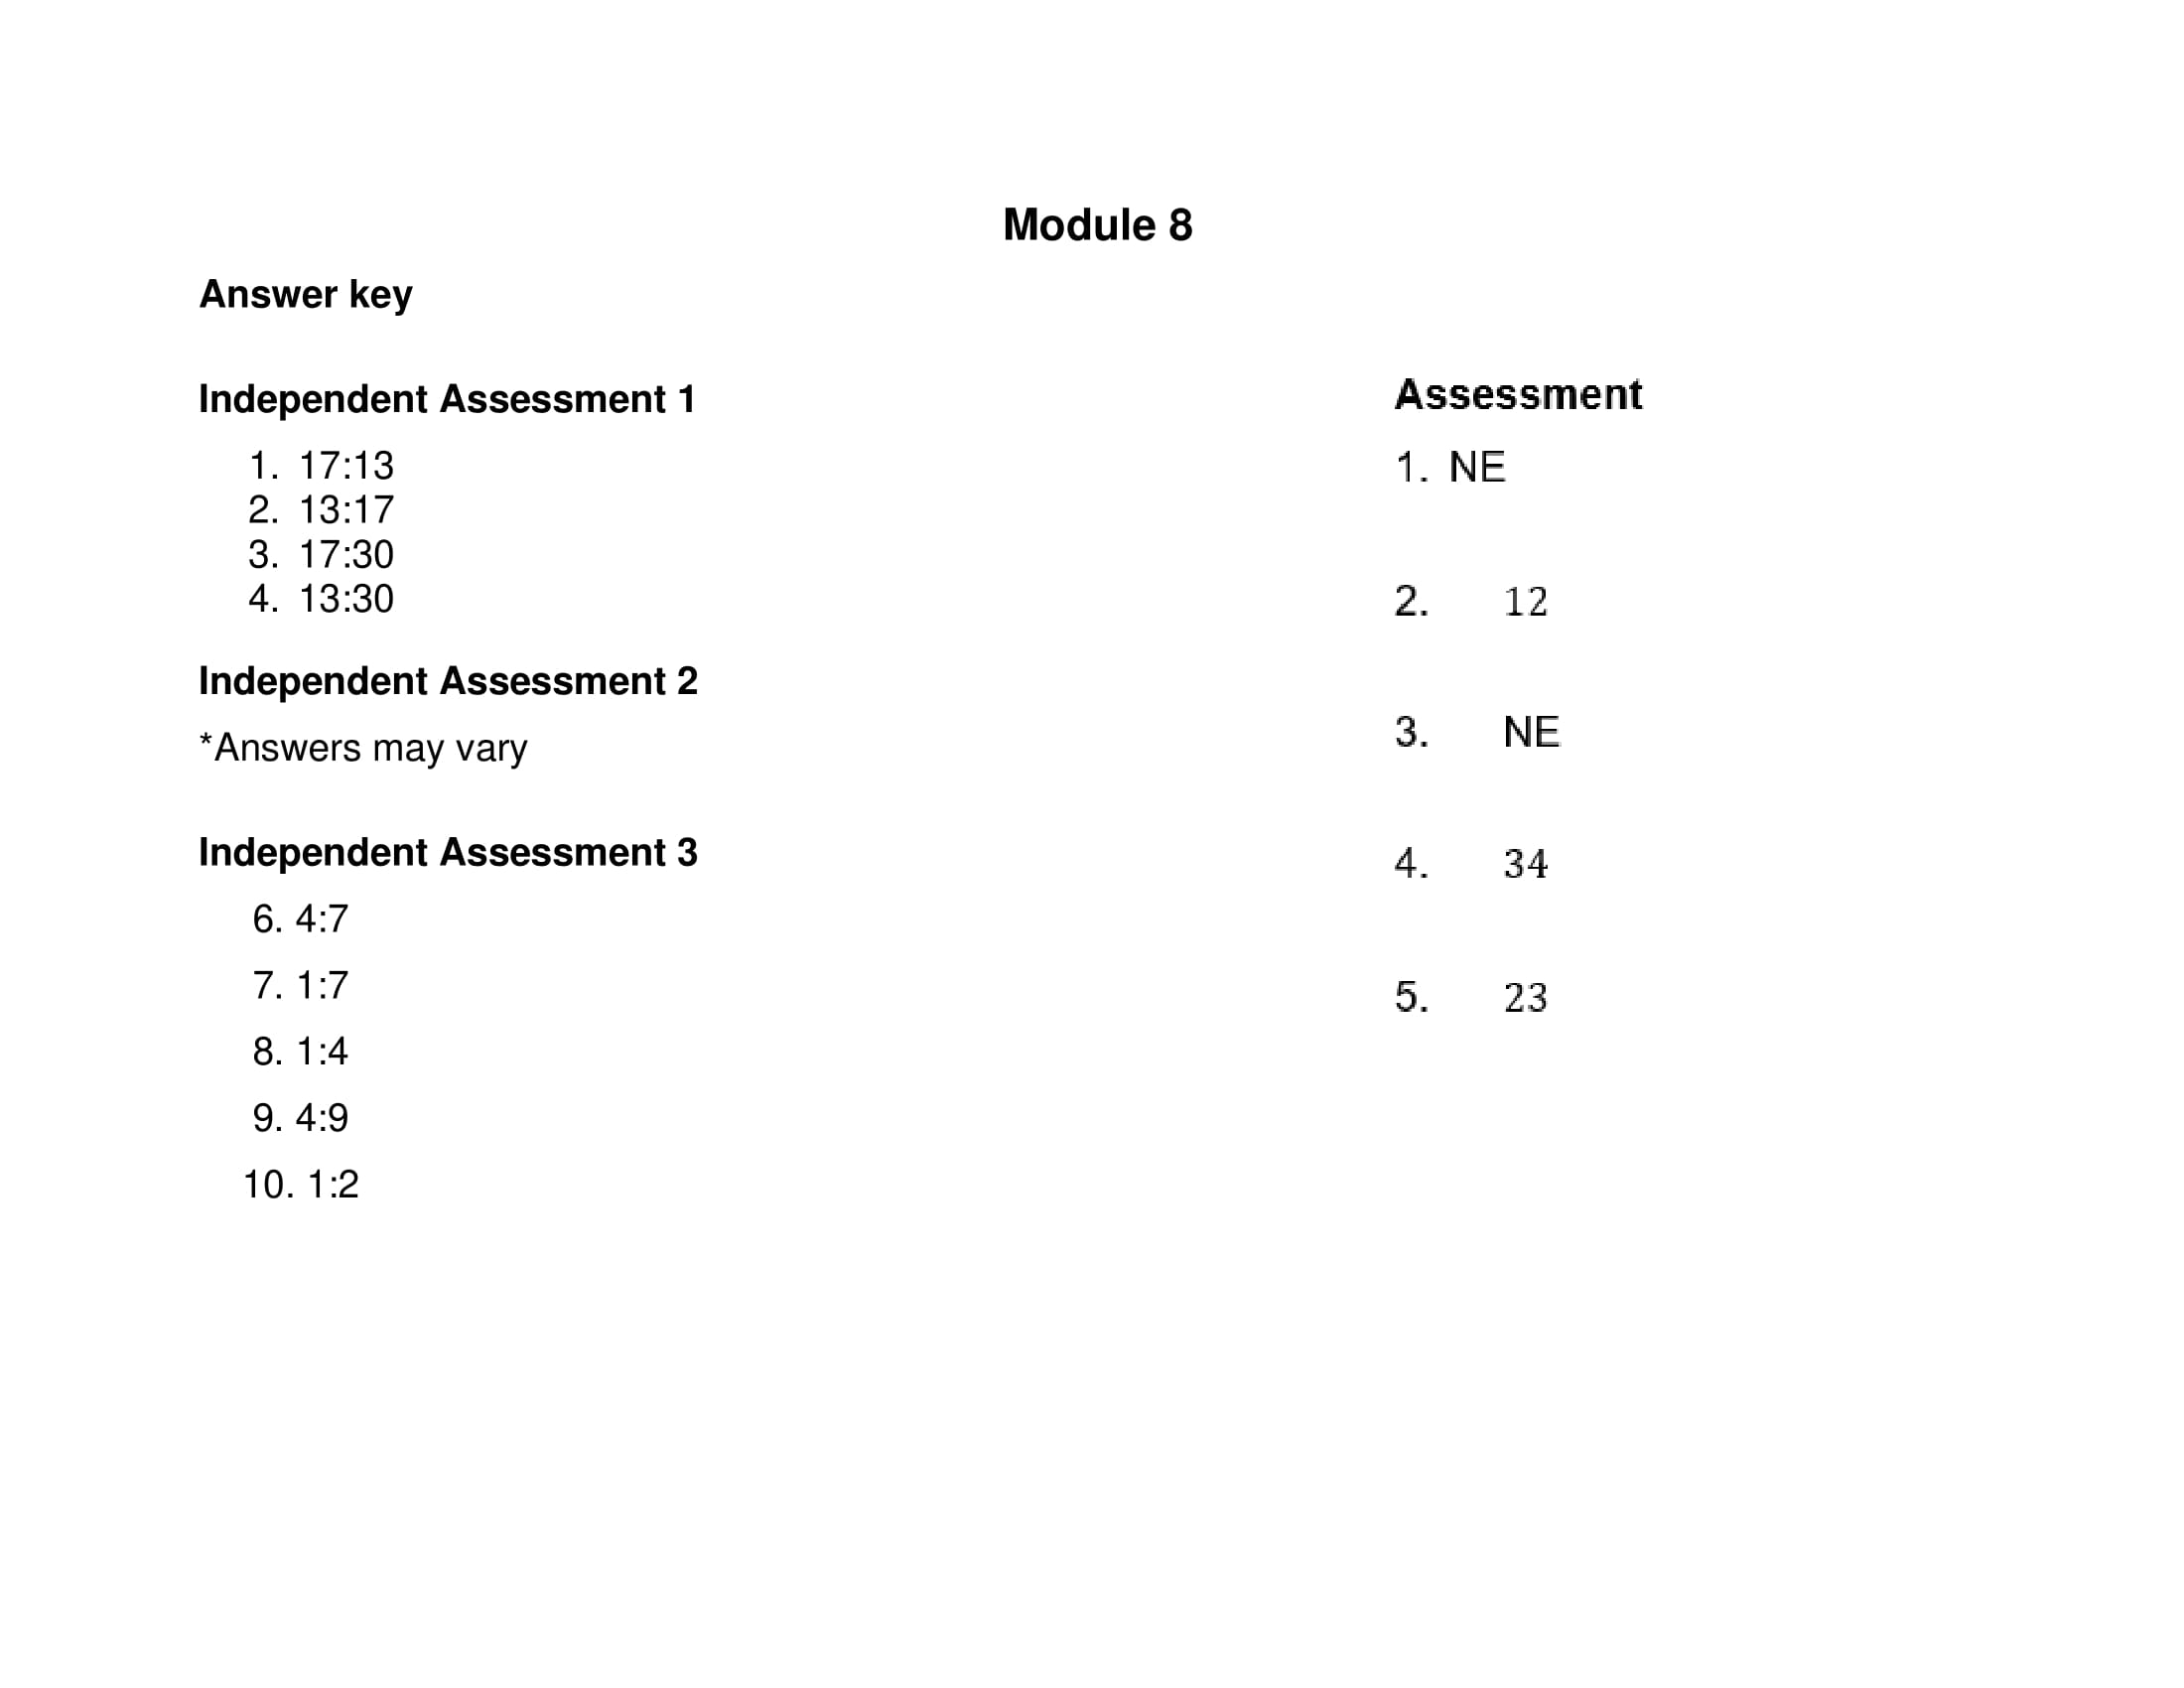 Module 8
Answer key
Independent Assessment 1
1. 17:13
2. 13:17
3. 17:30
4. 13:30
Independent Assessment 2
*Answers may vary
Independent Assessment 3
6. 4:7
7. 1:7
8. 1:4
9. 4:9
10. 1:2
Assessment
1. NE
2. 12
3. NE
4. 34
5. 23